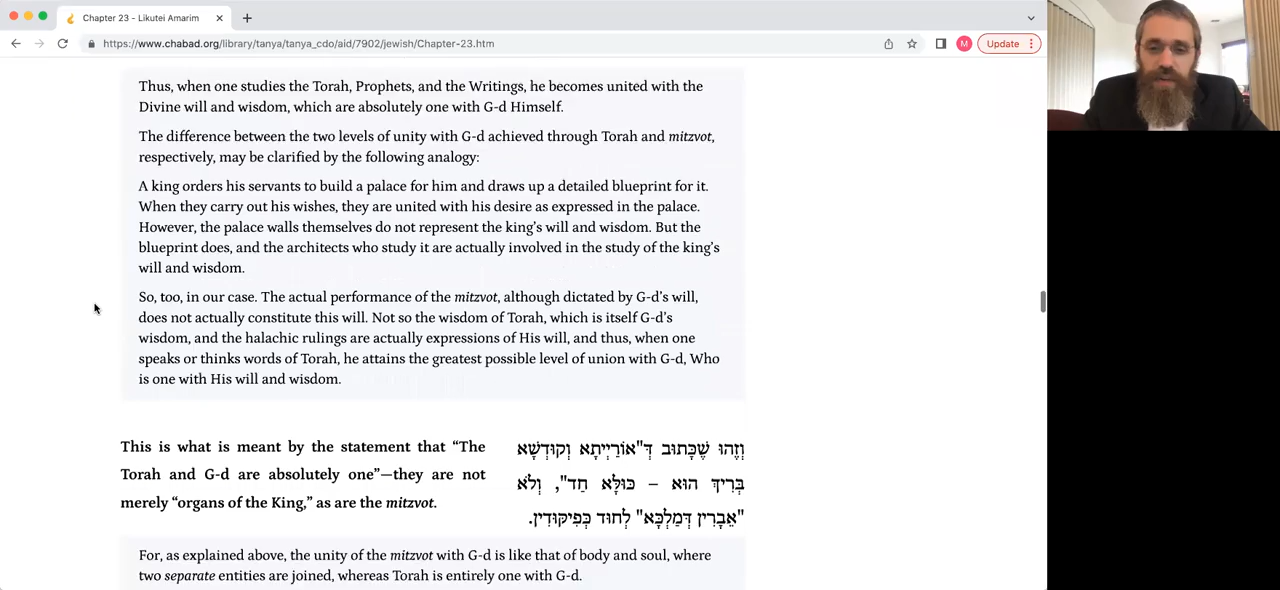 Chapter 23 - Likutei Amarim
https://www.chabad.org/library/tanya/tanya_cdo/aid/7902/jewish/Chapter-23.htm
M
Update
Thus, when one studies the Torah, Prophets, and the Writings, he becomes united with the
Divine will and wisdom, which are absolutely one with G-d Himself.
The difference between the two levels of unity with G-d achieved through Torah and mitzvot,
respectively, may be clarified by the following analogy:
A king orders his servants to build a palace for him and draws up a detailed blueprint for it.
When they carry out his wishes, they are united with his desire as expressed in the palace.
However, the palace walls themselves do not represent the king’s will and wisdom. But the
blueprint does, and the architects who study it are actually involved in the study of the king’s
will and wisdom.
So, too, in our case. The actual performance of the mitzvot, although dictated by G-d’s will,
does not actually constitute this will. Not so the wisdom of Torah, which is itself G-d’s
wisdom, and the halachic rulings are actually expressions of His will, and thus, when one
speaks or thinks words of Torah, he attains the greatest possible level of union with G-d, Who
is one with His will and wisdom.
This is what is meant by the statement that “The
Torah and G-d are absolutely one”—they are not
merely “organs of the King,” as are the mitzvot.
וְזֶהוּ שֶׁכָּתוּב דְּ"אוֹרַיְיתָא וְקוּדְשָׁא
בְּרִיךְ הוּא – כּוּלָּא חַד", וְלֹא
"אֵבָרִין דְּמַלְכָּא" לְחוּד כְּפִיקּוּדִין.
For, as explained above, the unity of the mitzvot with G-d is like that of body and soul, where
two separate entities are joined, whereas Torah is entirely one with G-d.